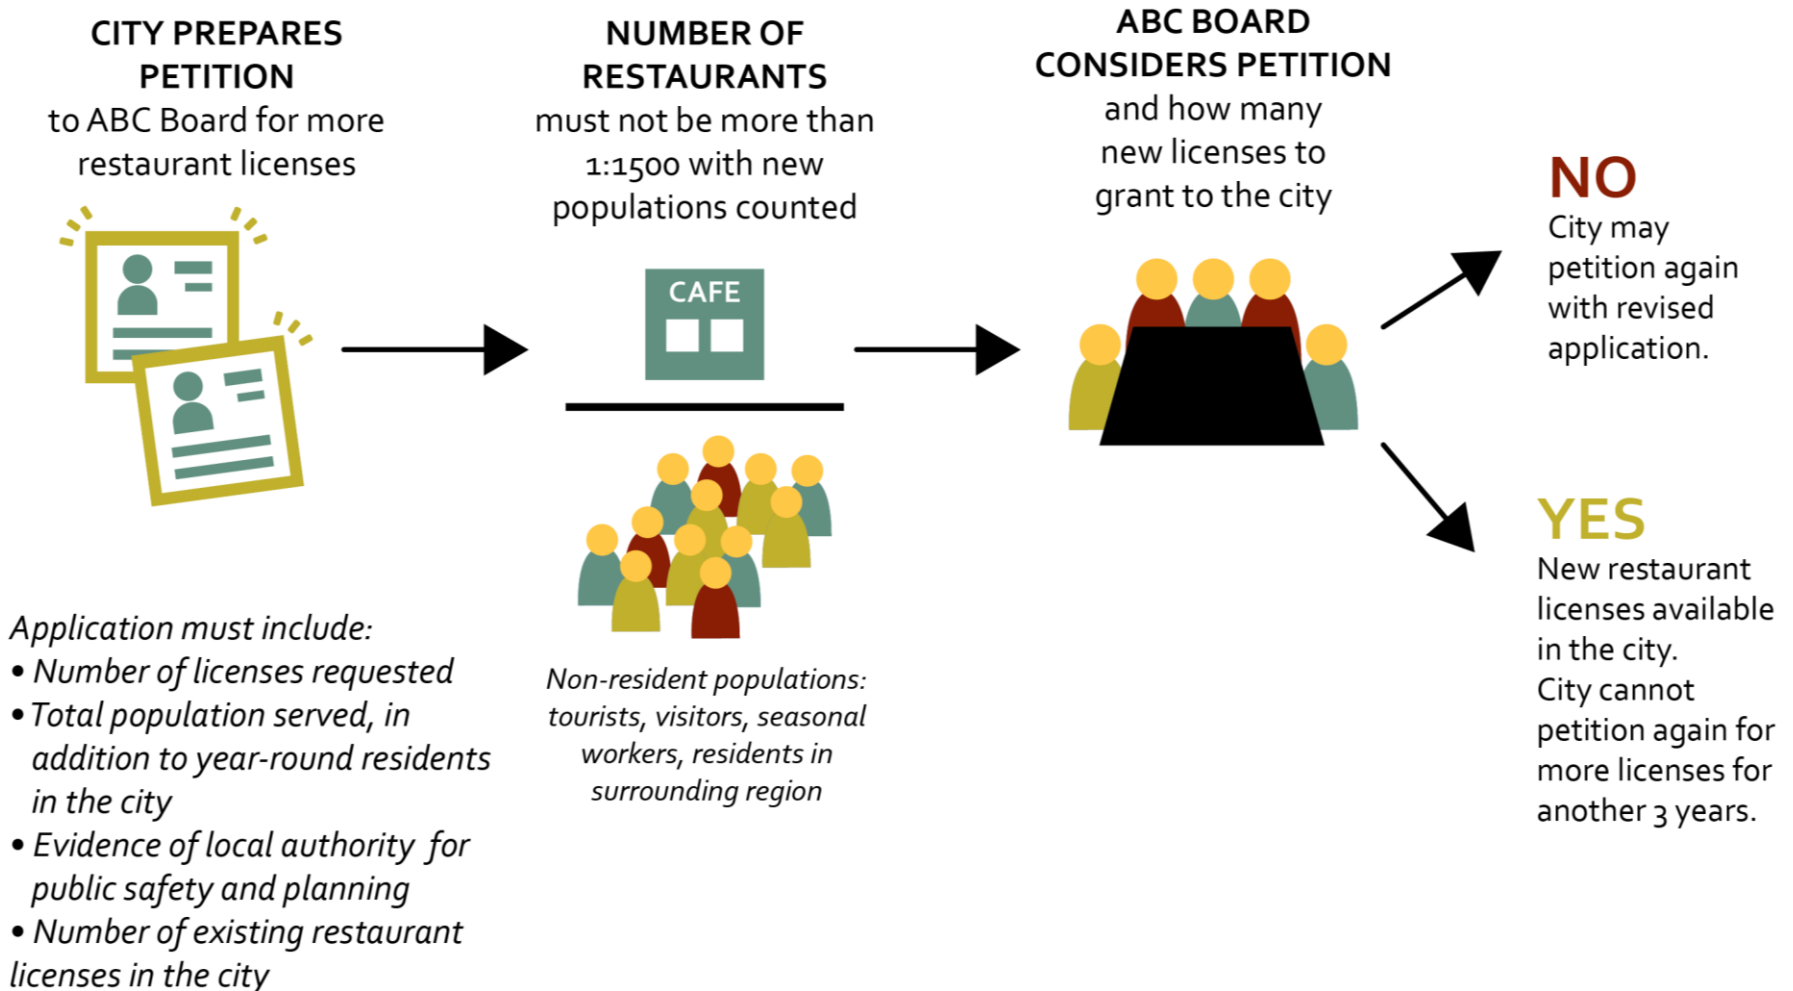 CITY PREPARES
PETITION
to ABC Board for more
restaurant licenses
Application must include:
• Number of licenses requested
• Total population served, in
addition to year-round residents
in the city
• Evidence of local authority for
public safety and planning
• Number of existing restaurant
licenses in the city
NUMBER OF
RESTAURANTS
must not be more than
1:1500 with new
populations counted
CAFE
Non-resident populations:
tourists, visitors, seasonal
workers, residents in
surrounding region
ABC BOARD
CONSIDERS PETITION
and how many
new licenses to
grant to the city
NO
City may
petition again
with revised
application.
YES
New restaurant
licenses available
in the city.
City cannot
petition again for
more licenses for
another 3 years.